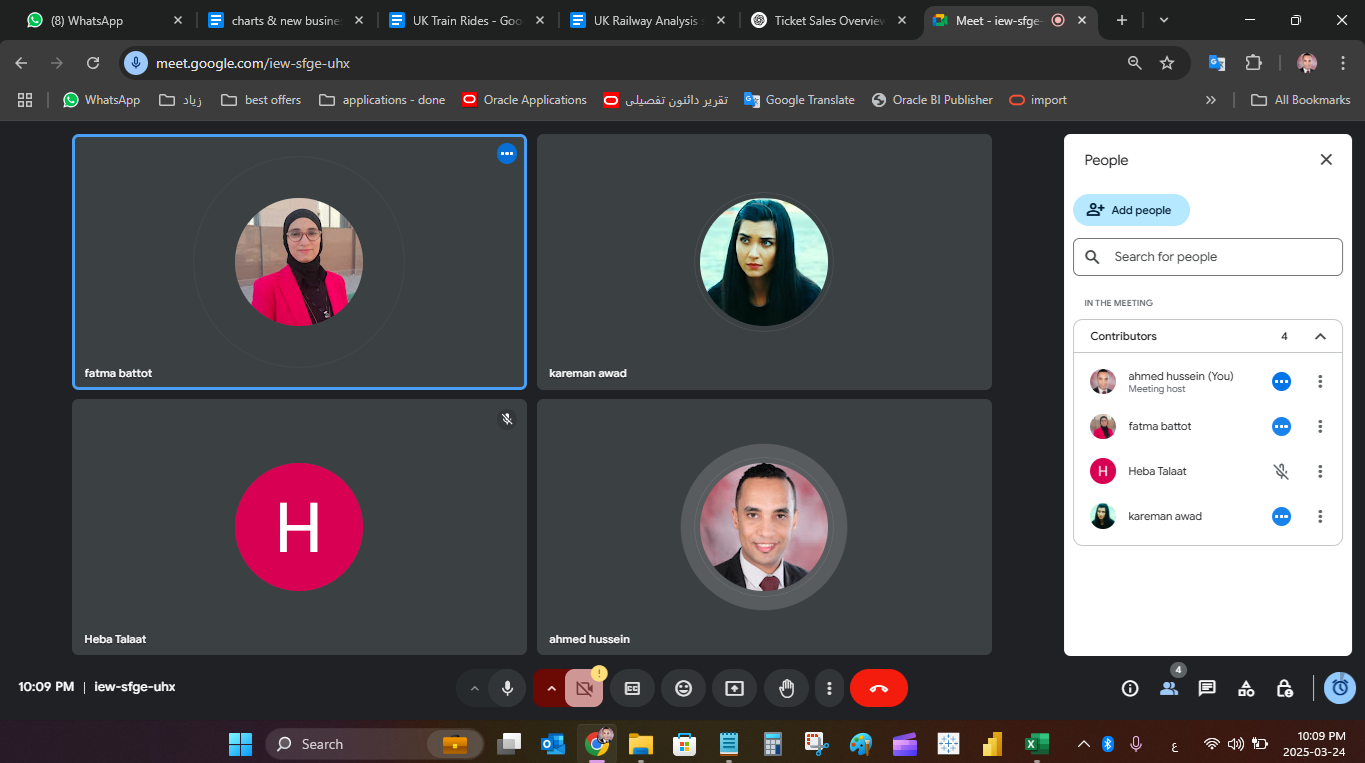 (8) WhatsApp
charts & new busine
UK Train Rides - Goo
UK Railway Analysis
Ticket Sales Overview
Meet - iew-sfge-
meet.google.com/iew-sfge-uhx
WhatsApp
زياد
best offers
applications - done
Oracle Applications
تقرير دائنون تفصيلى
Google Translate
Oracle BI Publisher
import
All Bookmarks
fatma battot
kareman awad
H
Heba Talaat
ahmed hussein
People
Add people
Search for people
IN THE MEETING
Contributors 4
ahmed hussein (You)
Meeting host
fatma battot
H Heba Talaat
kareman awad
10:09 PM | iew-sfge-uhx
4
Search
ع
10:09 PM
2025-03-24